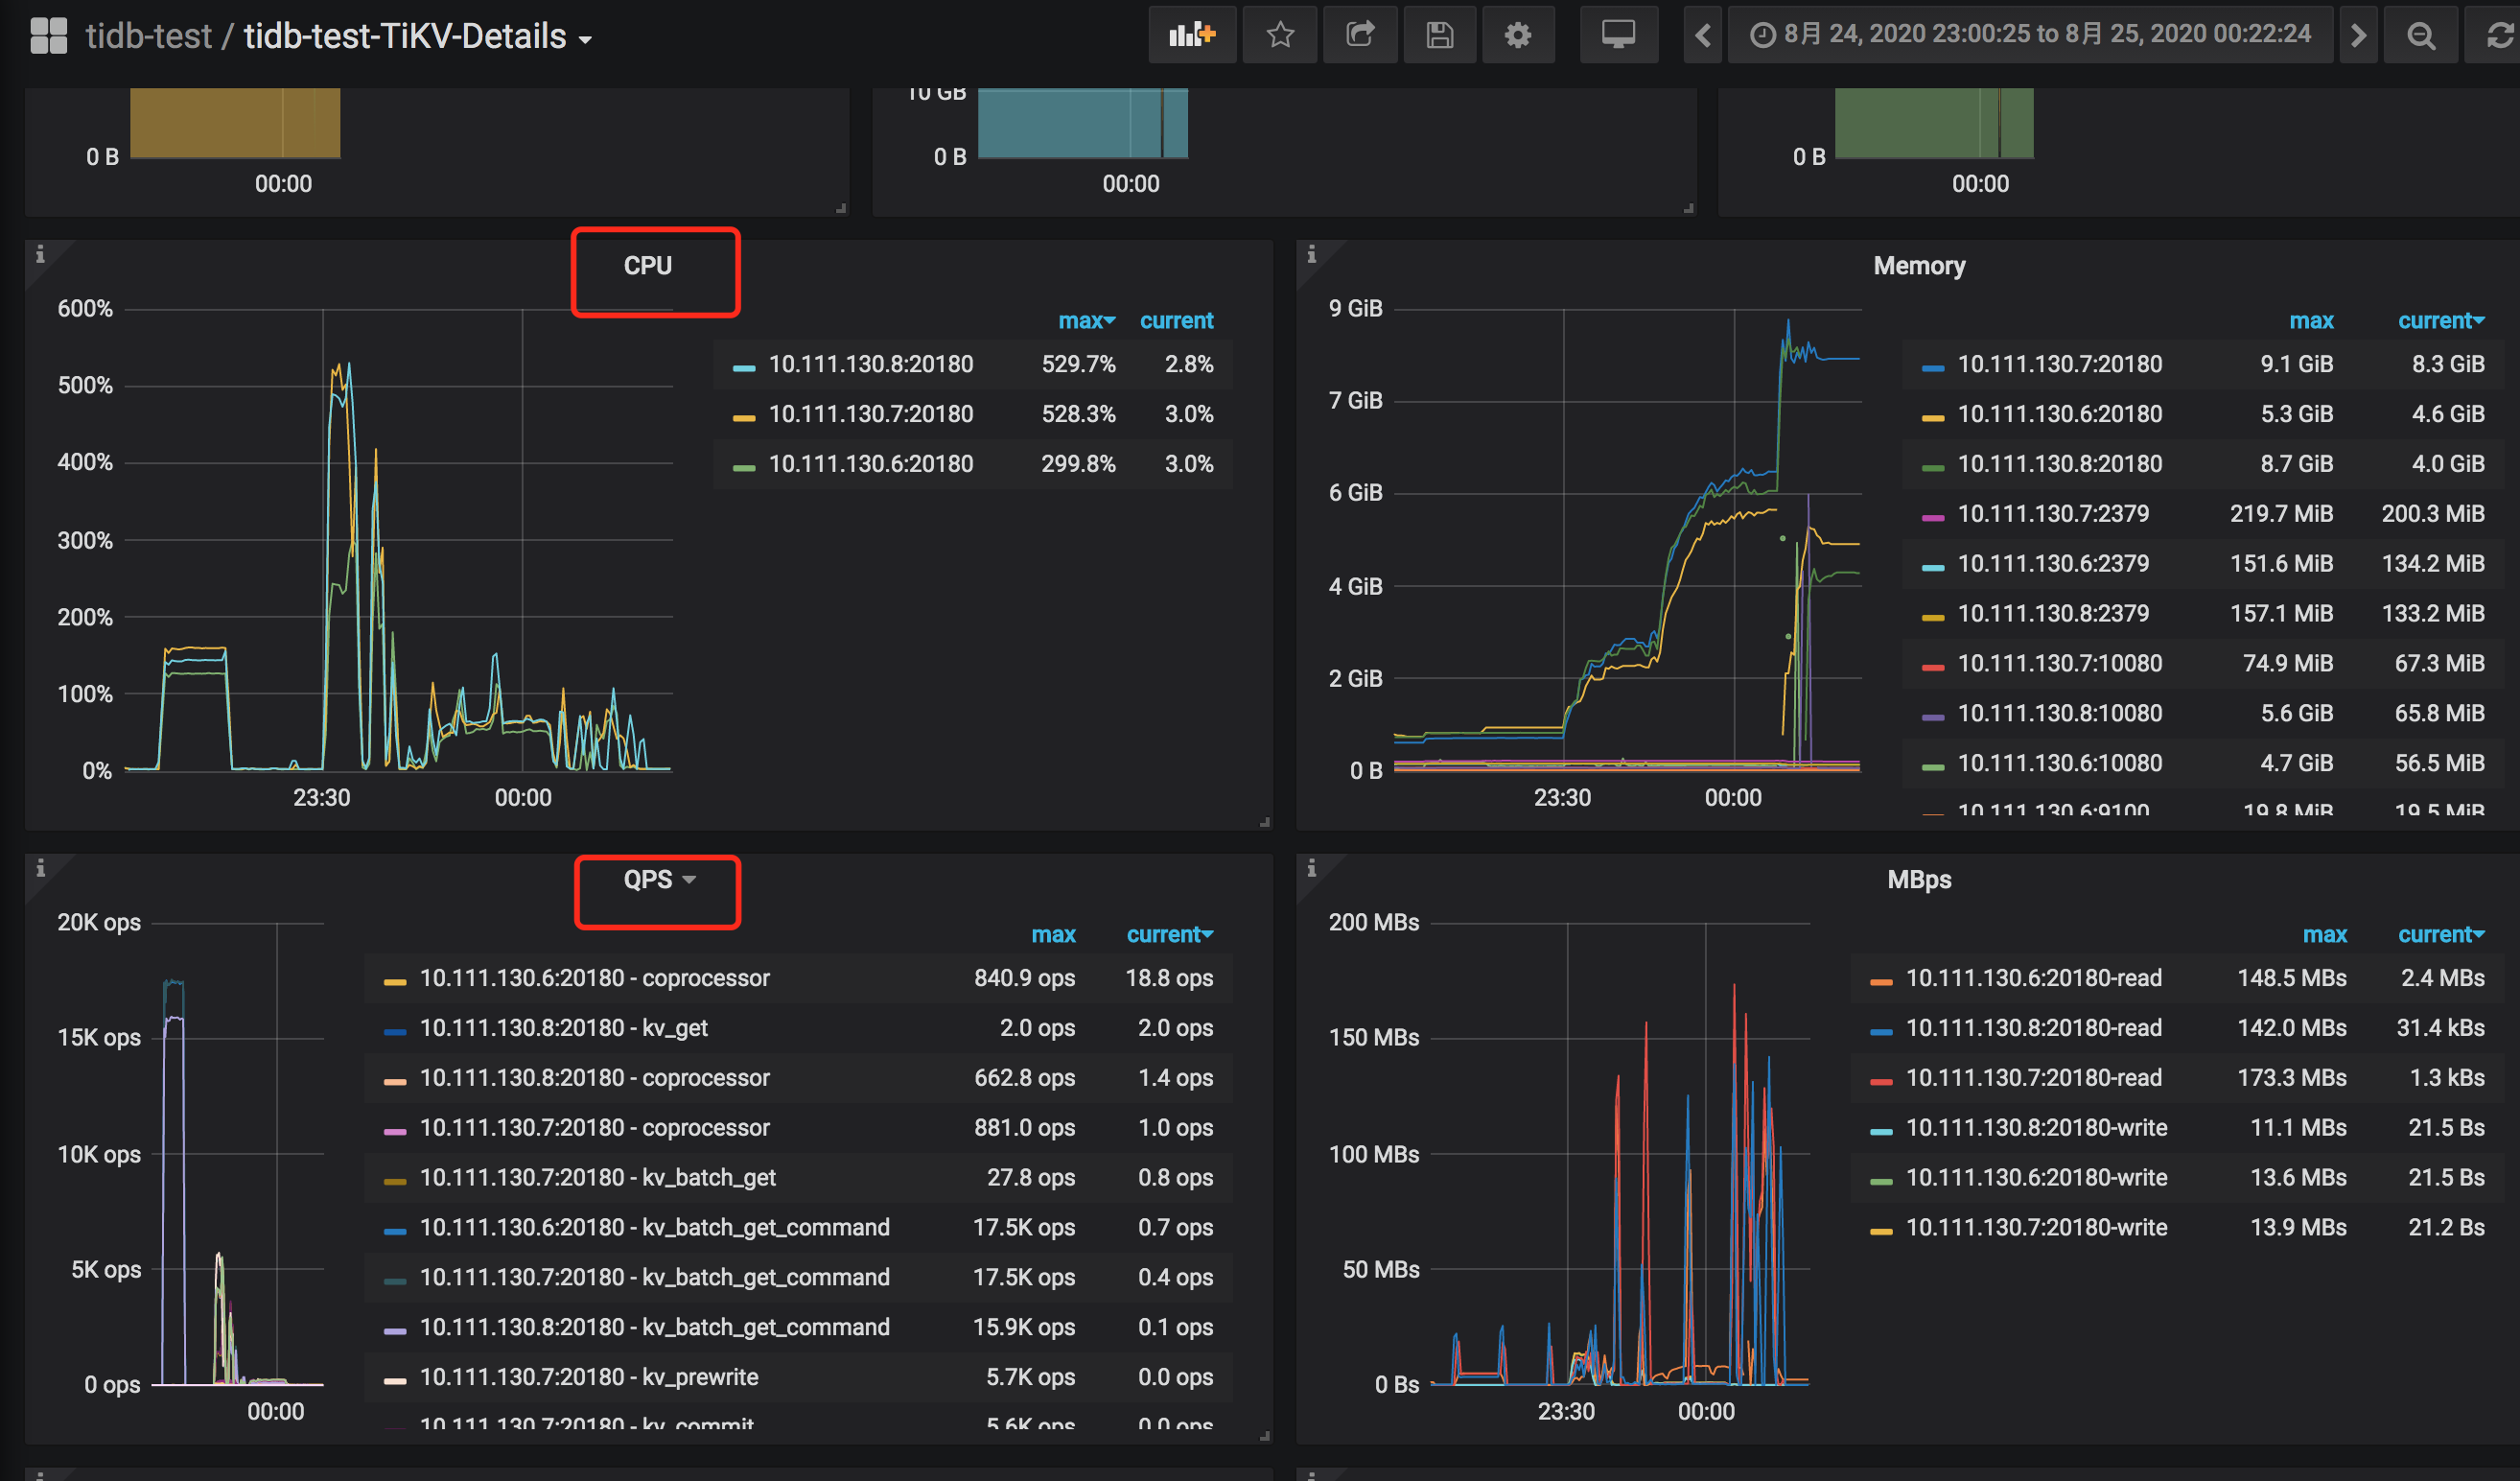 tidb-test / tidb-test-TiKV-Details
8月 24, 2020 23:00:25 to 8月 25, 2020 00:22:24
0 B
00:00
10 GB
0 B
00:00
0 B
00:00
CPU
600%
500%
400%
300%
200%
100%
0%
23:30
00:00
max current
10.111.130.8:20180 529.7% 2.8%
10.111.130.7:20180 528.3% 3.0%
10.111.130.6:20180 299.8% 3.0%
Memory
9 GiB
7 GiB
6 GiB
4 GiB
2 GiB
0 B
23:30
00:00
max current
10.111.130.7:20180 9.1 GiB 8.3 GiB
10.111.130.6:20180 5.3 GiB 4.6 GiB
10.111.130.8:20180 8.7 GiB 4.0 GiB
10.111.130.7:2379 219.7 MiB 200.3 MiB
10.111.130.6:2379 151.6 MiB 134.2 MiB
10.111.130.8:2379 157.1 MiB 133.2 MiB
10.111.130.7:10080 74.9 MiB 67.3 MiB
10.111.130.8:10080 5.6 GiB 65.8 MiB
10.111.130.6:10080 4.7 GiB 56.5 MiB
10.111.130.6:9100 19.8 MiB 19.5 MiB
QPS
20K ops
15K ops
10K ops
5K ops
0 ops
00:00
max current
10.111.130.6:20180 - coprocessor 840.9 ops 18.8 ops
10.111.130.8:20180 - kv_get 2.0 ops 2.0 ops
10.111.130.8:20180 - coprocessor 662.8 ops 1.4 ops
10.111.130.7:20180 - coprocessor 881.0 ops 1.0 ops
10.111.130.7:20180 - kv_batch_get 27.8 ops 0.8 ops
10.111.130.6:20180 - kv_batch_get_command 17.5K ops 0.7 ops
10.111.130.7:20180 - kv_batch_get_command 17.5K ops 0.4 ops
10.111.130.8:20180 - kv_batch_get_command 15.9K ops 0.1 ops
10.111.130.7:20180 - kv_prewrite 5.7K ops 0.0 ops
10.111.130.7:20180 - kv_commit 5.6K ops 0.0 ops
MBps
200 MBs
150 MBs
100 MBs
50 MBs
0 Bs
23:30
00:00
max current
10.111.130.6:20180-read 148.5 MBs 2.4 MBs
10.111.130.8:20180-read 142.0 MBs 31.4 kBs
10.111.130.7:20180-read 173.3 MBs 1.3 kBs
10.111.130.8:20180-write 11.1 MBs 21.5 Bs
10.111.130.6:20180-write 13.6 MBs 21.5 Bs
10.111.130.7:20180-write 13.9 MBs 21.2 Bs